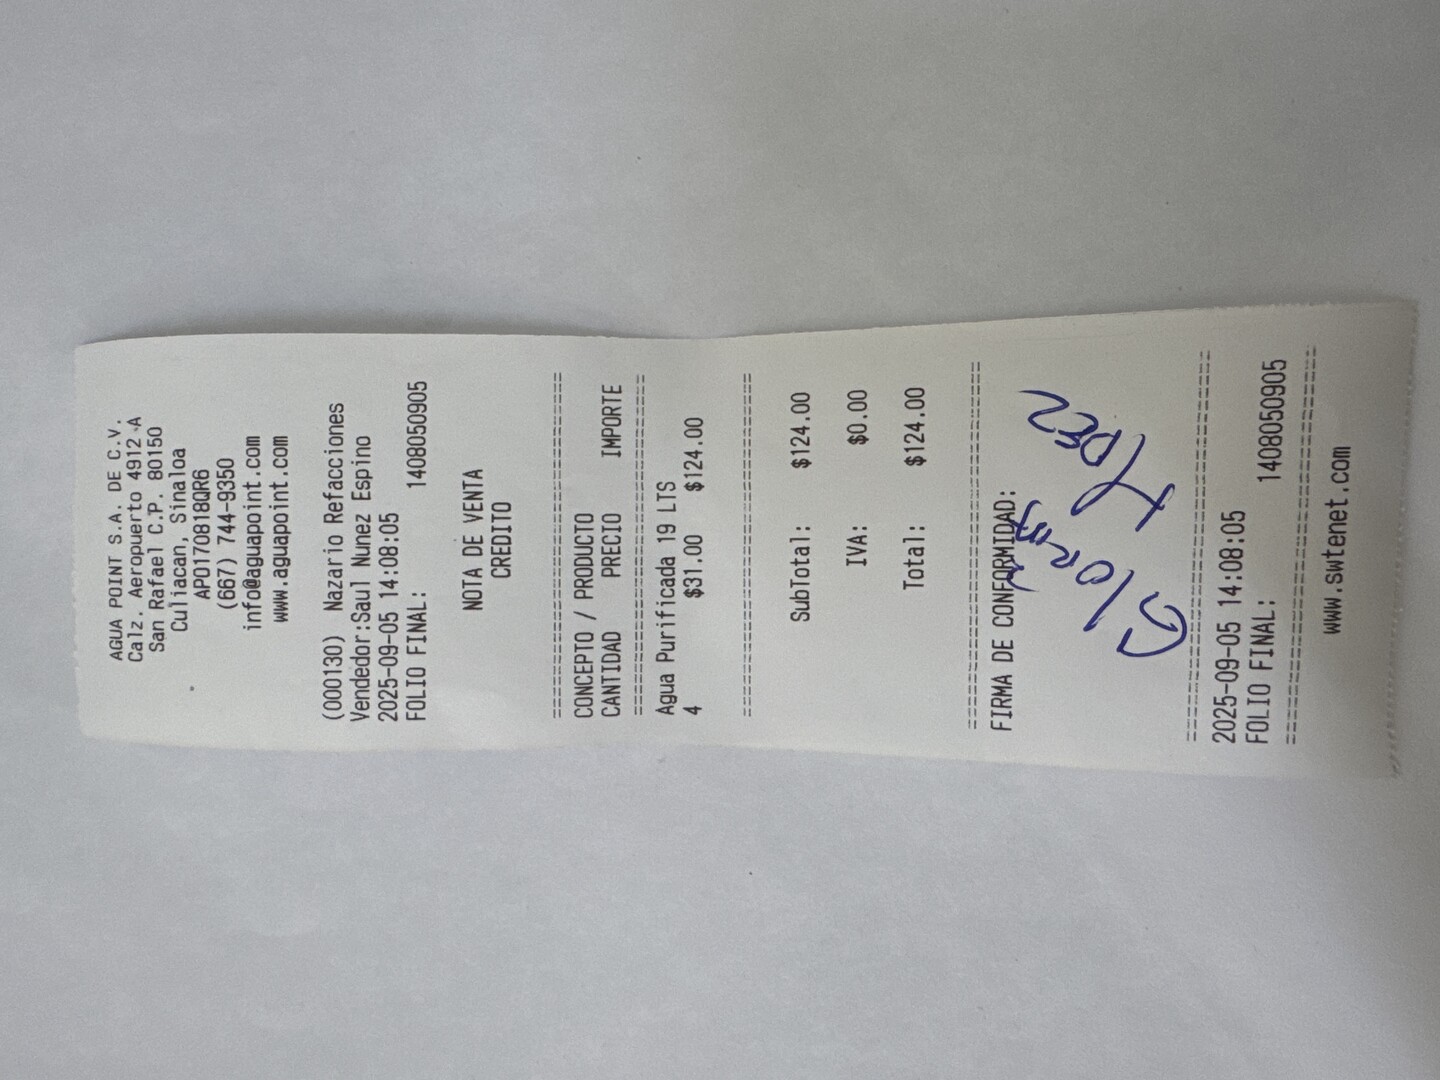 AGUA POINT S.A. DE C.V.
Calz. Aeropuerto 4912-A
San Rafael C.P. 80150
Culiacan, Sinaloa
APO170818QR6
(667) 744-9350
info@aguapoint.com
www.aguapoint.com
(000130) Nazario Refacciones
Vendedor:Saul Nunez Espino
2025-09-05 14:08:05
FOLIO FINAL: 1408050905
NOTA DE VENTA
CREDITO
================================
CONCEPTO / PRODUCTO
CANTIDAD PRECIO IMPORTE
================================
Agua Purificada 19 LTS
4 $31.00 $124.00
================================
SubTotal: $124.00
IVA: $0.00
Total: $124.00
================================
FIRMA DE CONFORMIDAD:
Gloria Hdez
================================
2025-09-05 14:08:05
FOLIO FINAL: 1408050905
================================
www.swtenet.com